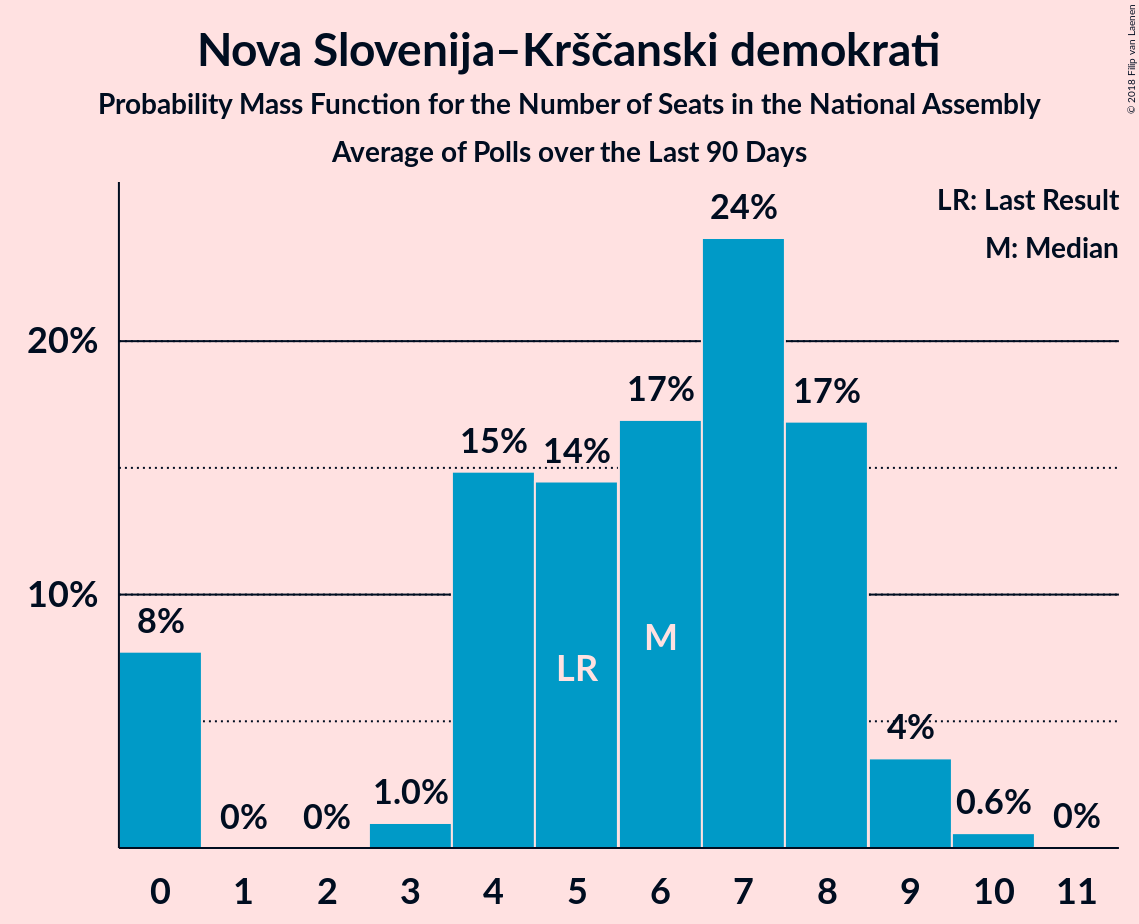 Nova Slovenija–Krščanski demokrati
Probability Mass Function for the Number of Seats in the National Assembly
Average of Polls over the Last 90 Days
© 2018 Filip van Laenen
LR: Last Result
M: Median
24%
20%
17%
17%
15%
14%
10%
8%
M
LR
4%
1.0%
0.6%
0%
0%
0%
0 1 2 3 4 5 6 7 8 9 10 11